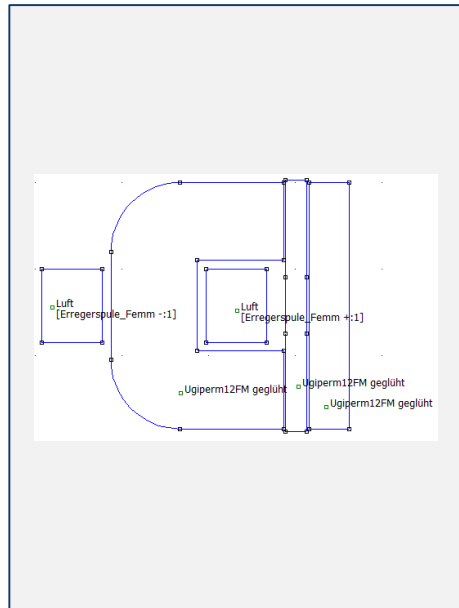 Luft
[Erregerspule_Femm -:1]
Luft
[Erregerspule_Femm +:1]
Ugiperm12FM geglüht
Ugiperm12FM geglüht
Ugiperm12FM geglüht